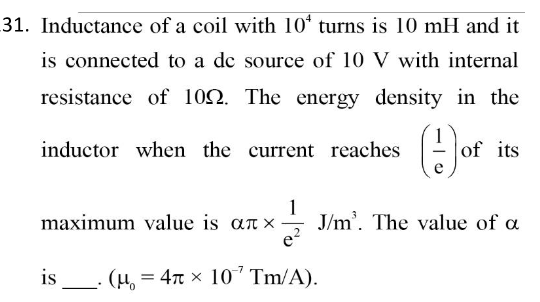 31. Inductance of a coil with 10⁴ turns is 10 mH and it
is connected to a dc source of 10 V with internal
resistance of 10Ω. The energy density in the
inductor when the current reaches (1/e) of its
maximum value is απ × 1/e² J/m³. The value of α
is ___. (μ₀ = 4π × 10⁻⁷ Tm/A).